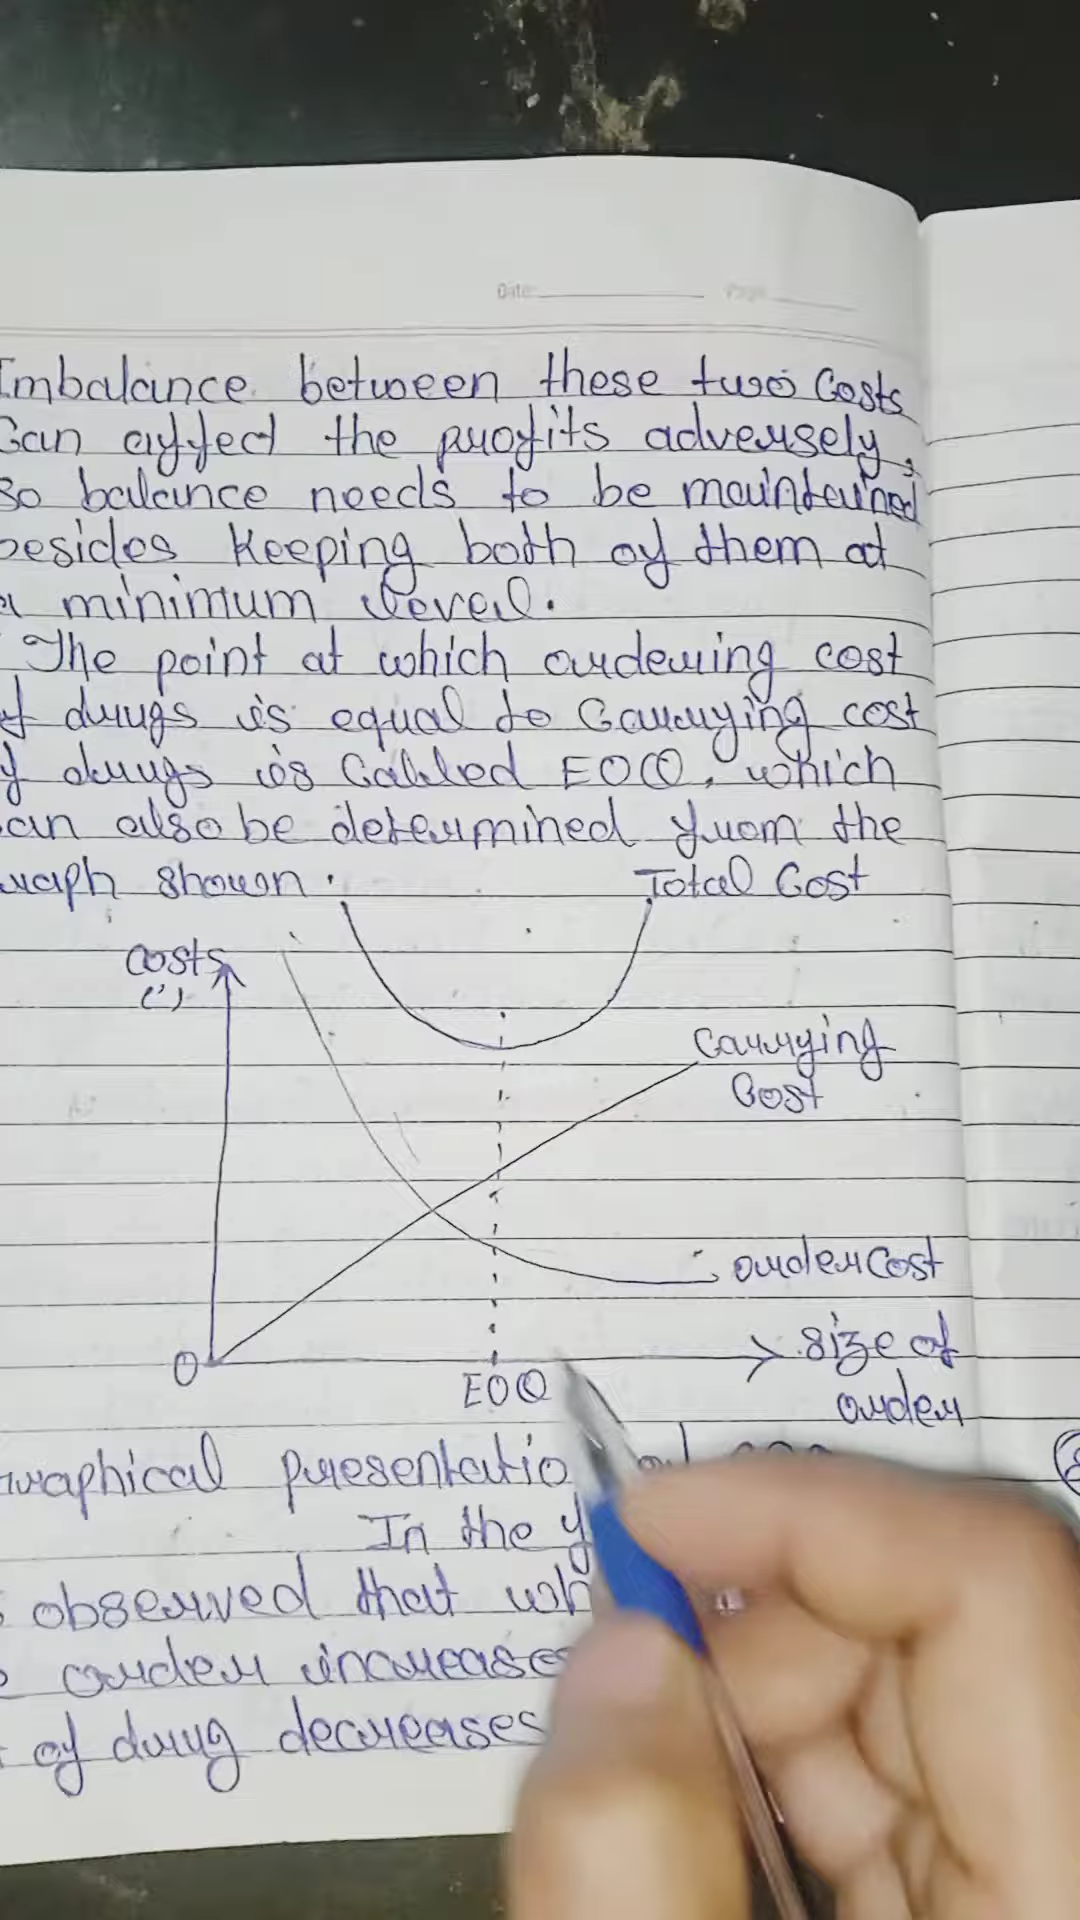 Date: Page
Imbalance between these two Costs
Can affect the profits adversely,
so balance needs to be maintained
besides Keeping both of them at
a minimum level.
The point at which ordering cost
of drugs is equal to Carrying cost
of drugs is Called EOQ, which
can also be determined from the
graph shown.
Total Cost
costs
(')
Carrying
Cost
order Cost
O
EOQ
size of
order
graphical presentatio
In the f
observed that wh
order increases
of drug decreases